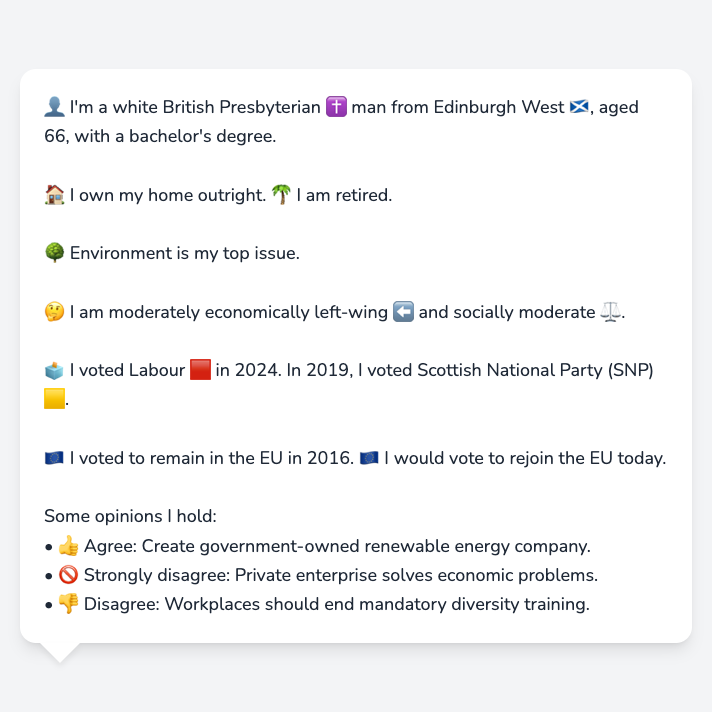 👤 I'm a white British Presbyterian ✝️ man from Edinburgh West 🏴󠁧󠁢󠁳󠁣󠁴󠁿, aged
66, with a bachelor's degree.
🏠 I own my home outright. 🌴 I am retired.
🌳 Environment is my top issue.
🤔 I am moderately economically left-wing ⬅️ and socially moderate ⚖️.
🗳️ I voted Labour 🟥 in 2024. In 2019, I voted Scottish National Party (SNP)
🟨.
🇪🇺 I voted to remain in the EU in 2016. 🇪🇺 I would vote to rejoin the EU today.
Some opinions I hold:
• 👍 Agree: Create government-owned renewable energy company.
• 🚫 Strongly disagree: Private enterprise solves economic problems.
• 👎 Disagree: Workplaces should end mandatory diversity training.